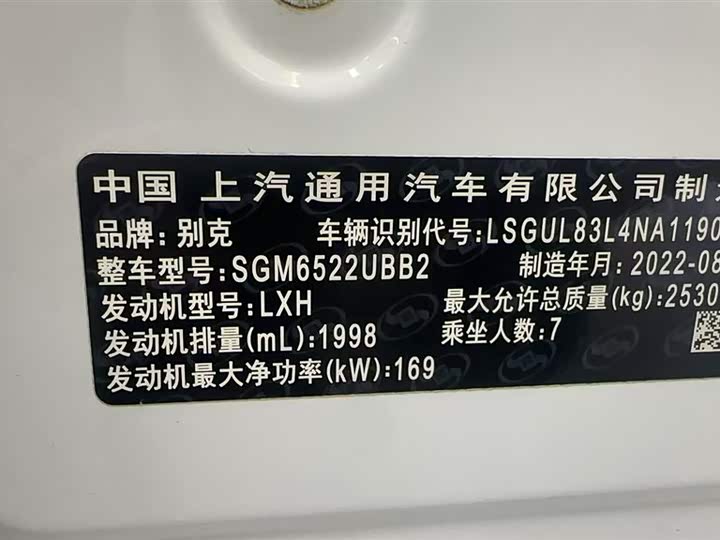 中国 上汽通用汽车有限公司制造
品牌:别克 车辆识别代号:LSGUL83L4NA1190
整车型号:SGM6522UBB2 制造年月:2022-08
发动机型号:LXH 最大允许总质量(kg):2530
发动机排量(mL):1998 乘坐人数:7
发动机最大净功率(kW):169